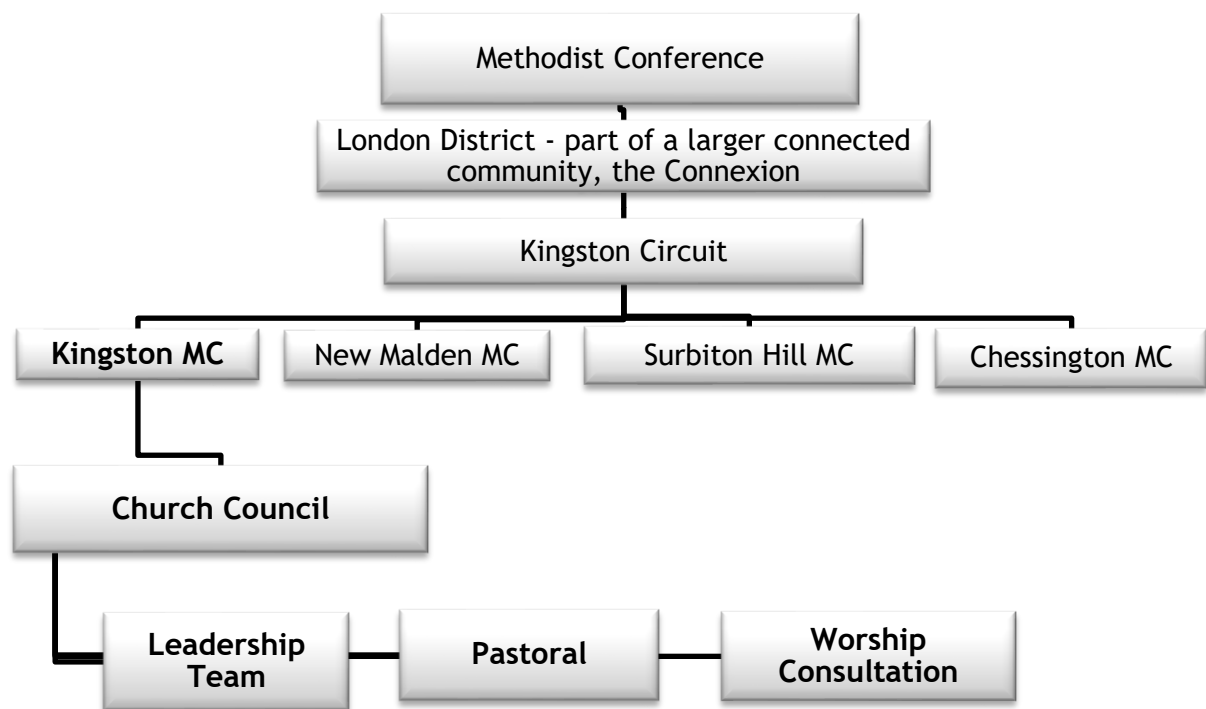 Methodist Conference
London District - part of a larger connected
community, the Connexion
Kingston Circuit
Kingston MC
New Malden MC
Surbiton Hill MC
Chessington MC
Church Council
Leadership
Team
Pastoral
Worship
Consultation